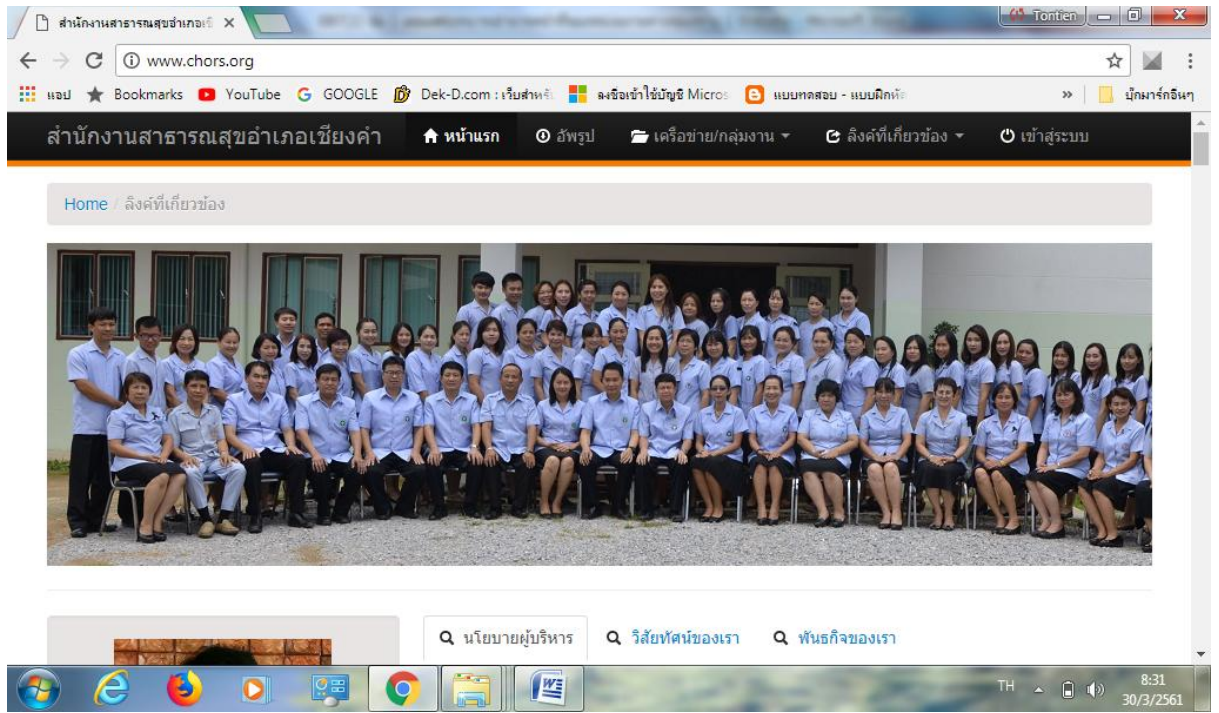 สำนักงานสาธารณสุขอำเภอเชี
Tontien
www.chors.org
แอป Bookmarks YouTube GOOGLE Dek-D.com : เว็บสำหรั ลงชื่อเข้าใช้บัญชี Micros แบบทดสอบ - แบบฝึกหัด » บุ๊กมาร์กอื่นๆ
สำนักงานสาธารณสุขอำเภอเชียงคำ หน้าแรก อัพรูป เครือข่าย/กลุ่มงาน ลิงค์ที่เกี่ยวข้อง เข้าสู่ระบบ
Home / ลิงค์ที่เกี่ยวข้อง
นโยบายผู้บริหาร วิสัยทัศน์ของเรา พันธกิจของเรา
TH 8:31
30/3/2561